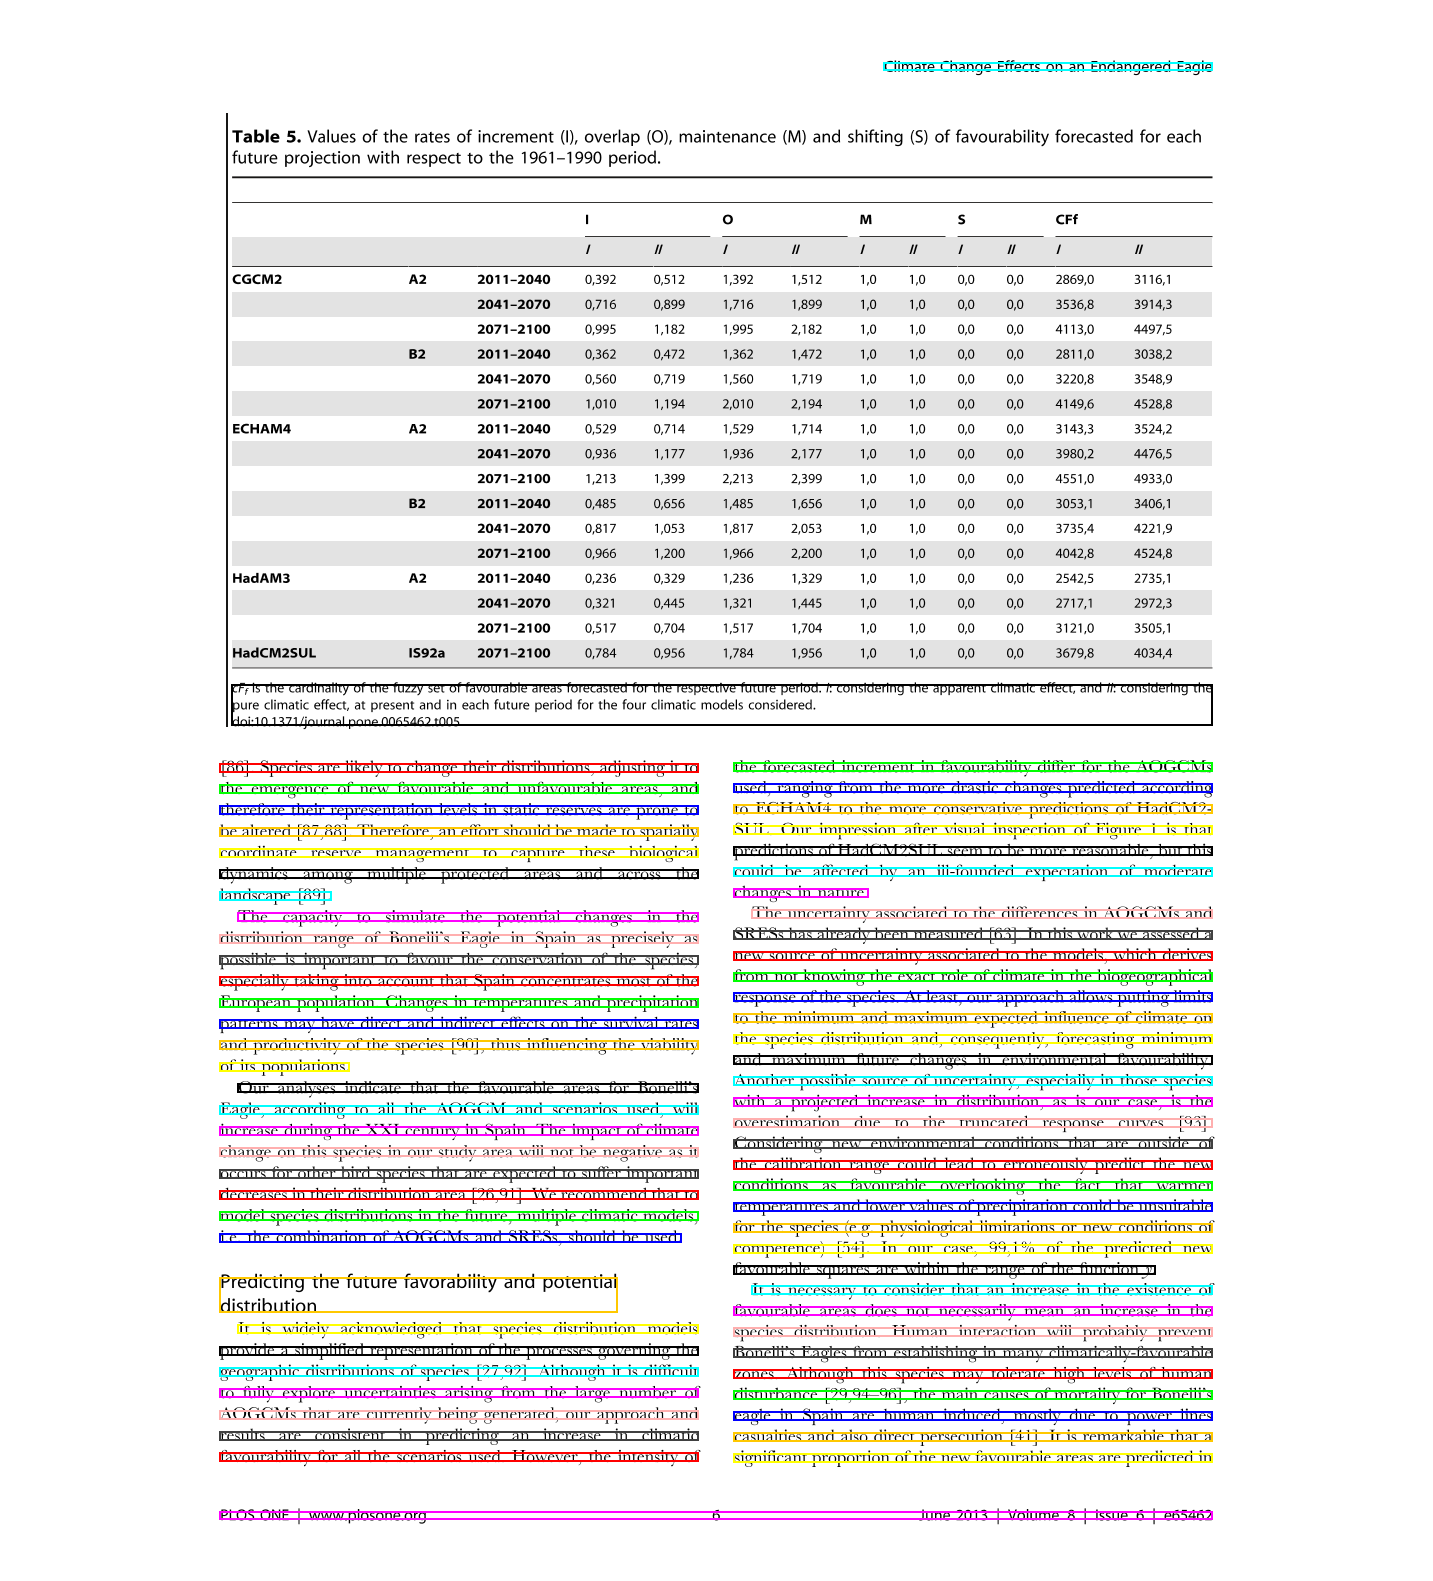 Climate Change Effects on an Endangered Eagle
Table 5. Values of the rates of increment (I), overlap (O), maintenance (M) and shifting (S) of favourability forecasted for each
future projection with respect to the 1961–1990 period.
I O M S CFf
I II I II I II I II I II
CGCM2 A2 2011–2040 0,392 0,512 1,392 1,512 1,0 1,0 0,0 0,0 2869,0 3116,1
2041–2070 0,716 0,899 1,716 1,899 1,0 1,0 0,0 0,0 3536,8 3914,3
2071–2100 0,995 1,182 1,995 2,182 1,0 1,0 0,0 0,0 4113,0 4497,5
B2 2011–2040 0,362 0,472 1,362 1,472 1,0 1,0 0,0 0,0 2811,0 3038,2
2041–2070 0,560 0,719 1,560 1,719 1,0 1,0 0,0 0,0 3220,8 3548,9
2071–2100 1,010 1,194 2,010 2,194 1,0 1,0 0,0 0,0 4149,6 4528,8
ECHAM4 A2 2011–2040 0,529 0,714 1,529 1,714 1,0 1,0 0,0 0,0 3143,3 3524,2
2041–2070 0,936 1,177 1,936 2,177 1,0 1,0 0,0 0,0 3980,2 4476,5
2071–2100 1,213 1,399 2,213 2,399 1,0 1,0 0,0 0,0 4551,0 4933,0
B2 2011–2040 0,485 0,656 1,485 1,656 1,0 1,0 0,0 0,0 3053,1 3406,1
2041–2070 0,817 1,053 1,817 2,053 1,0 1,0 0,0 0,0 3735,4 4221,9
2071–2100 0,966 1,200 1,966 2,200 1,0 1,0 0,0 0,0 4042,8 4524,8
HadAM3 A2 2011–2040 0,236 0,329 1,236 1,329 1,0 1,0 0,0 0,0 2542,5 2735,1
2041–2070 0,321 0,445 1,321 1,445 1,0 1,0 0,0 0,0 2717,1 2972,3
2071–2100 0,517 0,704 1,517 1,704 1,0 1,0 0,0 0,0 3121,0 3505,1
HadCM2SUL IS92a 2071–2100 0,784 0,956 1,784 1,956 1,0 1,0 0,0 0,0 3679,8 4034,4
cFf is the cardinality of the fuzzy set of favourable areas forecasted for the respective future period. I: considering the apparent climatic effect, and II: considering the
pure climatic effect, at present and in each future period for the four climatic models considered.
doi:10.1371/journal.pone.0065462.t005
[86]. Species are likely to change their distributions, adjusting it to
the emergence of new favourable and unfavourable areas, and
therefore their representation levels in static reserves are prone to
be altered [87,88]. Therefore, an effort should be made to spatially
coordinate reserve management to capture these biological
dynamics among multiple protected areas and across the
landscape [89].
The capacity to simulate the potential changes in the
distribution range of Bonelli's Eagle in Spain as precisely as
possible is important to favour the conservation of the species,
especially taking into account that Spain concentrates most of the
European population. Changes in temperatures and precipitation
patterns may have direct and indirect effects on the survival rates
and productivity of the species [90], thus influencing the viability
of its populations.
Our analyses indicate that the favourable areas for Bonelli's
Eagle, according to all the AOGCM and scenarios used, will
increase during the XXI century in Spain. The impact of climate
change on this species in our study area will not be negative as it
occurs for other bird species that are expected to suffer important
decreases in their distribution area [26,91]. We recommend that to
model species distributions in the future, multiple climatic models,
i.e. the combination of AOGCMs and SRESs, should be used.
Predicting the future favorability and potential
distribution
It is widely acknowledged that species distribution models
provide a simplified representation of the processes governing the
geographic distributions of species [27,92]. Although it is difficult
to fully explore uncertainties arising from the large number of
AOGCMs that are currently being generated, our approach and
results are consistent in predicting an increase in climatic
favourability for all the scenarios used. However, the intensity of
the forecasted increment in favourability differ for the AOGCMs
used, ranging from the more drastic changes predicted according
to ECHAM4 to the more conservative predictions of HadCM2-
SUL. Our impression after visual inspection of Figure 1 is that
predictions of HadCM2SUL seem to be more reasonable, but this
could be affected by an ill-founded expectation of moderate
changes in nature.
The uncertainty associated to the differences in AOGCMs and
SRESs has already been measured [63]. In this work we assessed a
new source of uncertainty associated to the models, which derives
from not knowing the exact role of climate in the biogeographical
response of the species. At least, our approach allows putting limits
to the minimum and maximum expected influence of climate on
the species distribution and, consequently, forecasting minimum
and maximum future changes in environmental favourability.
Another possible source of uncertainty, especially in those species
with a projected increase in distribution, as is our case, is the
overestimation due to the truncated response curves [93].
Considering new environmental conditions that are outside of
the calibration range could lead to erroneously predict the new
conditions as favourable overlooking the fact that warmer
temperatures and lower values of precipitation could be unsuitable
for the species (e.g. physiological limitations or new conditions of
competence) [54]. In our case, 99,1% of the predicted new
favourable squares are within the range of the function y.
It is necessary to consider that an increase in the existence of
favourable areas does not necessarily mean an increase in the
species distribution. Human interaction will probably prevent
Bonelli's Eagles from establishing in many climatically-favourable
zones. Although this species may tolerate high levels of human
disturbance [29,94–96], the main causes of mortality for Bonelli's
eagle in Spain are human induced, mostly due to power lines
casualties and also direct persecution [41]. It is remarkable that a
significant proportion of the new favourable areas are predicted in
PLOS ONE | www.plosone.org 6 June 2013 | Volume 8 | Issue 6 | e65462